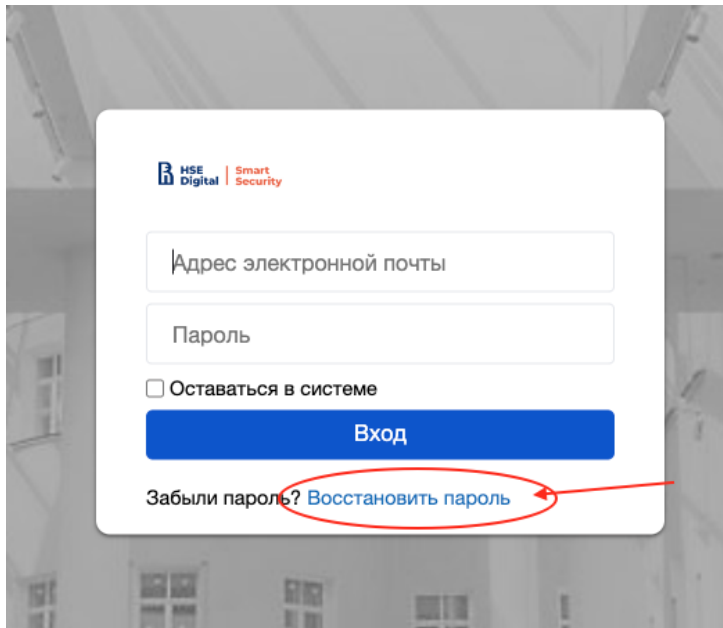 HSE Digital | Smart Security
Адрес электронной почты
Пароль
Оставаться в системе
Вход
Забыли пароль? Восстановить пароль